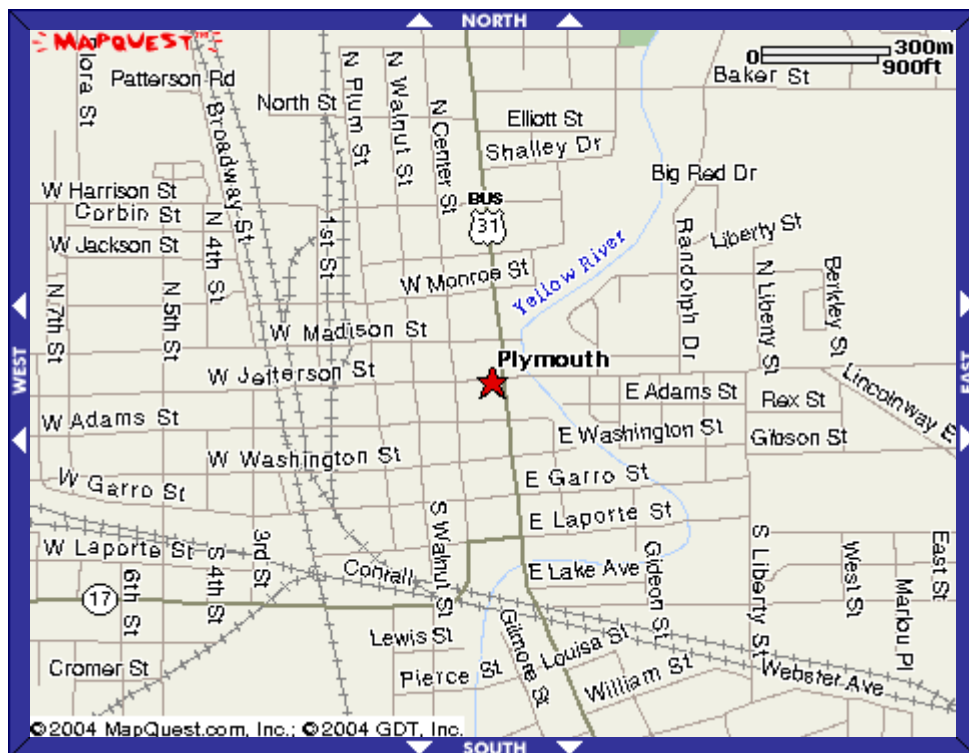 NORTH
MAPQUEST
300m
0
900ft
Flora St
Patterson Rd
Baker St
North St
Broadway St
N Plum St
N Walnut St
N Center St
Elliott St
Shalley Dr
Big Red Dr
W Harrison St
Corbin St
BUS
31
W Jackson St
N 4th St
1st St
Randolph Dr
Liberty St
Yellow River
W Monroe St
N 7th St
N 5th St
N Liberty St
Berkley St
W Madison St
WEST
EAST
Plymouth
W Jefferson St
E Adams St
Rex St
Lincolnway E
W Adams St
E Washington St
Gibson St
W Washington St
W Garro St
E Garro St
E Laporte St
W Laporte St
3rd St
S 4th St
6th St
S Walnut St
Conrail
E Lake Ave
Gideon St
S Liberty St
West St
East St
Marlou Pl
17
Lewis St
Gilmore St
Louisa St
Cromer St
Pierce St
William St
Webster Ave
©2004 MapQuest.com, Inc.; ©2004 GDT, Inc.
SOUTH